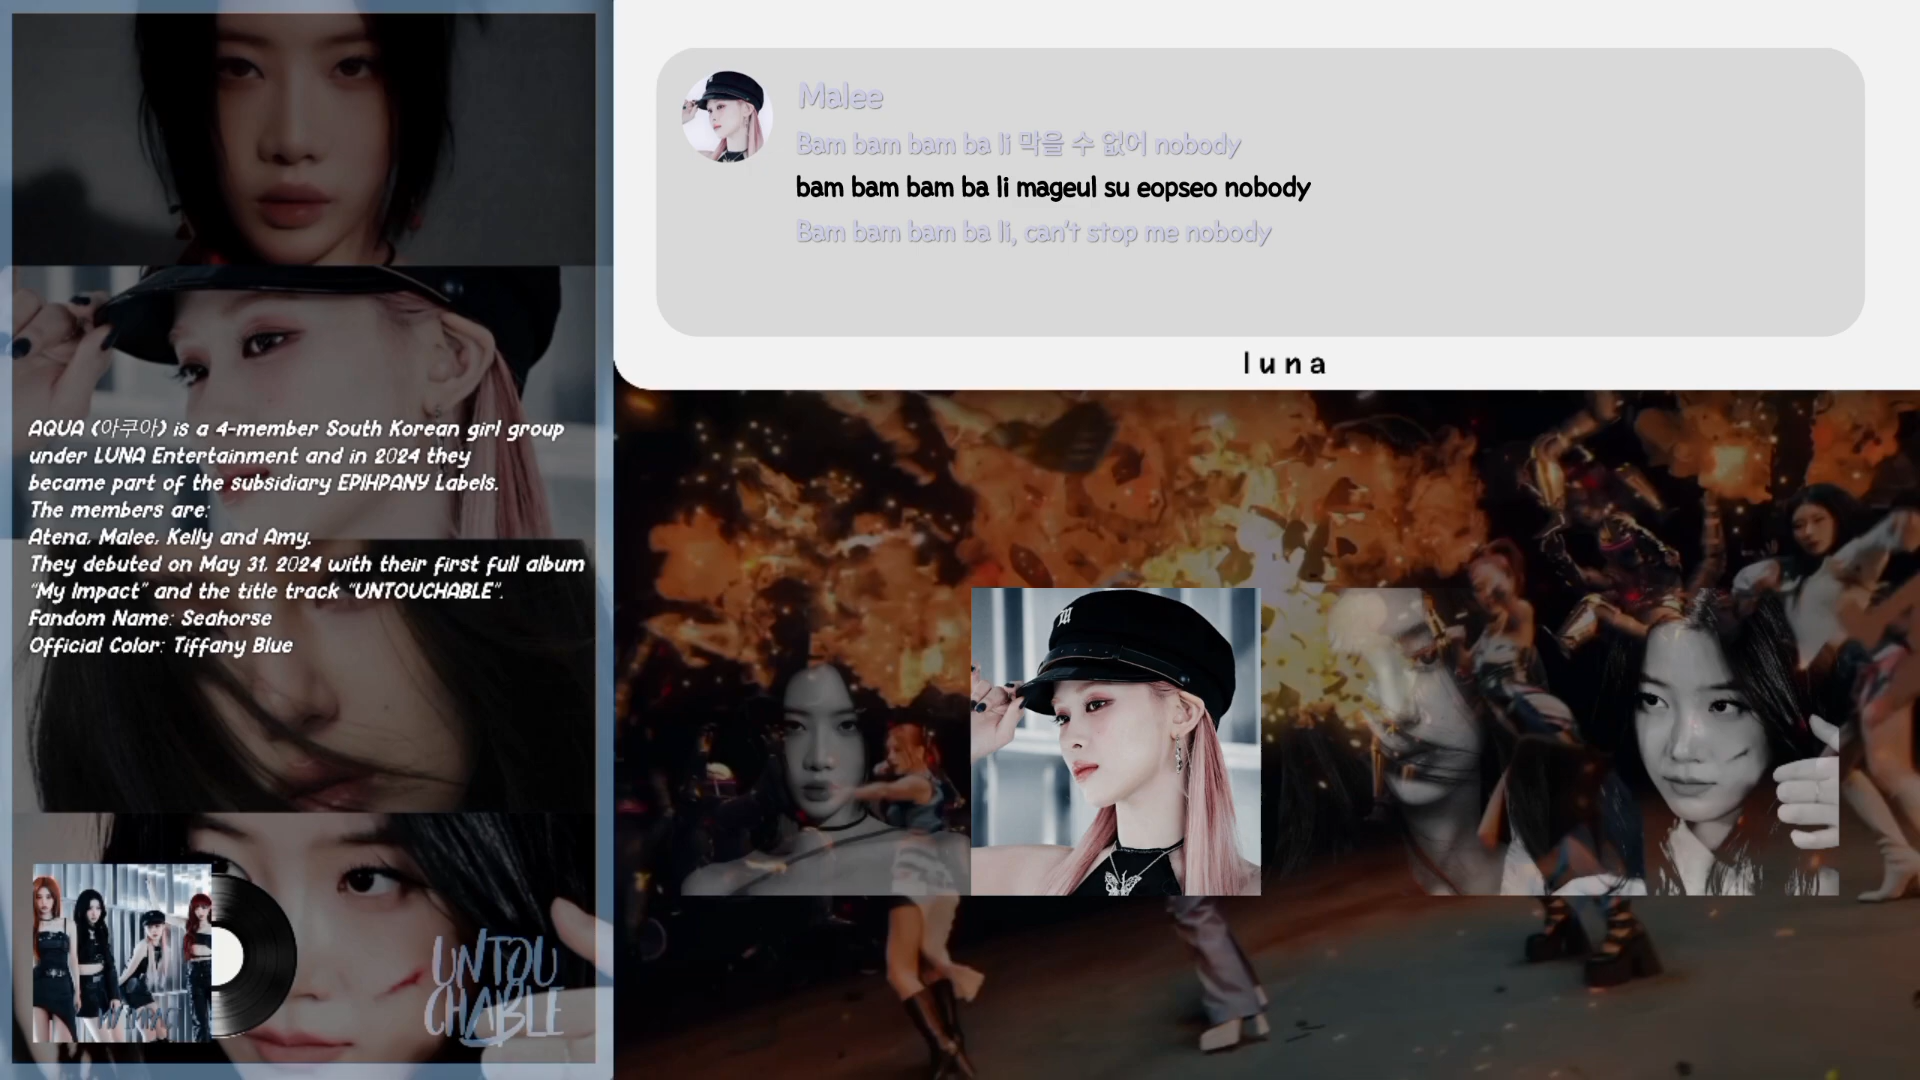 AQUA (아쿠아) is a 4-member South Korean girl group
under LUNA Entertainment and in 2024 they
became part of the subsidiary EPIHPANY Labels.
The members are:
Atena, Malee, Kelly and Amy.
They debuted on May 31, 2024 with their first full album
"My Impact" and the title track "UNTOUCHABLE".
Fandom Name: Seahorse
Official Color: Tiffany Blue
UNTOU
CHABLE
Malee
Bam bam bam ba li 막을 수 없어 nobody
bam bam bam ba li mageul su eopseo nobody
Bam bam bam ba li, can't stop me nobody
luna